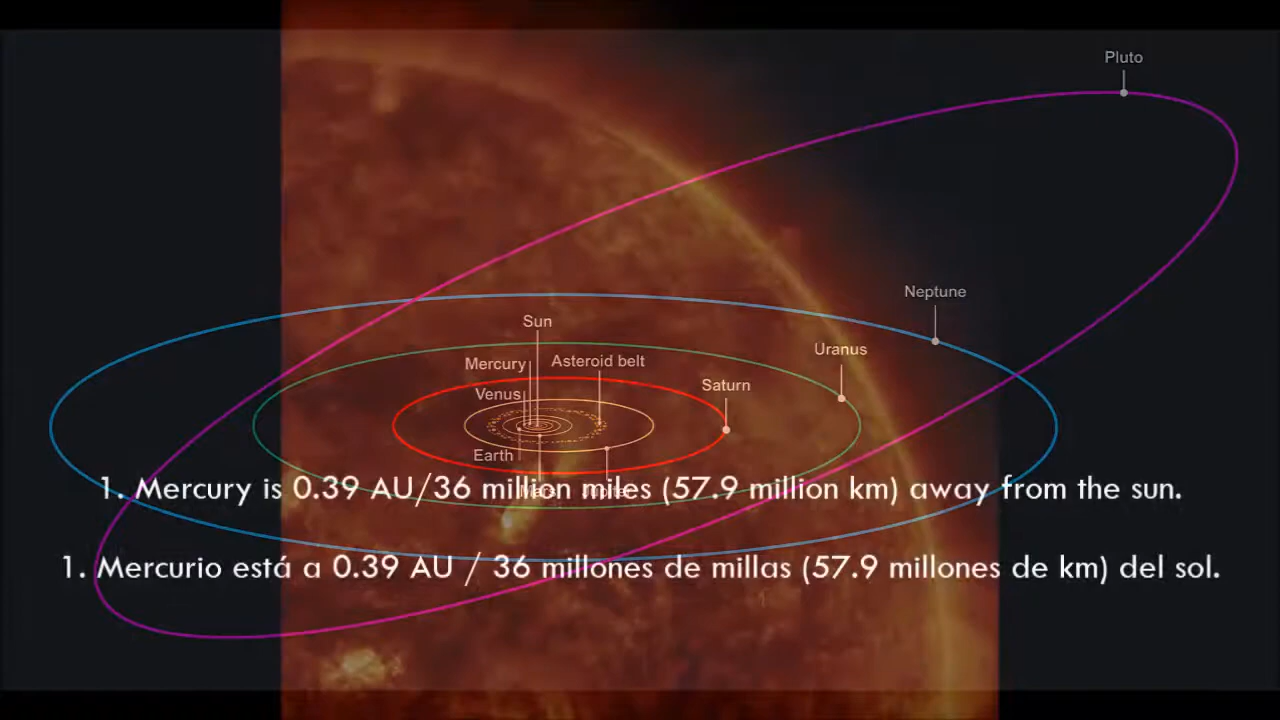 Pluto
Neptune
Sun
Uranus
Mercury Asteroid belt
Saturn
Venus
Earth
Mars Jupiter
1. Mercury is 0.39 AU/36 million miles (57.9 million km) away from the sun.
1. Mercurio está a 0.39 AU / 36 millones de millas (57.9 millones de km) del sol.